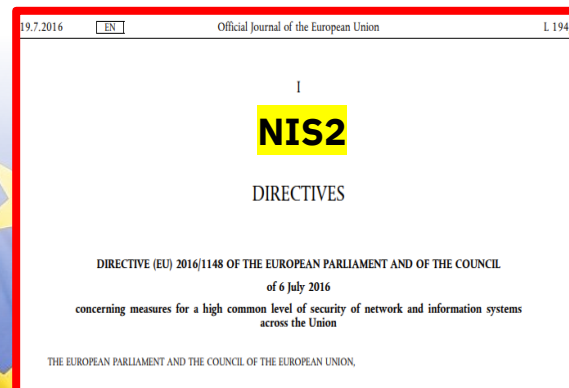 19.7.2016 EN Official Journal of the European Union L 194
I
NIS2
DIRECTIVES
DIRECTIVE (EU) 2016/1148 OF THE EUROPEAN PARLIAMENT AND OF THE COUNCIL
of 6 July 2016
concerning measures for a high common level of security of network and information systems
across the Union
THE EUROPEAN PARLIAMENT AND THE COUNCIL OF THE EUROPEAN UNION,